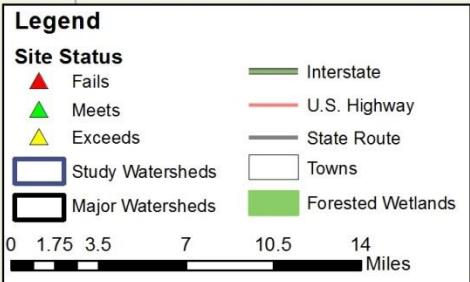 Legend
Site Status
Fails
Meets
Exceeds
Study Watersheds
Major Watersheds
Interstate
U.S. Highway
State Route
Towns
Forested Wetlands
0 1.75 3.5 7 10.5 14
Miles